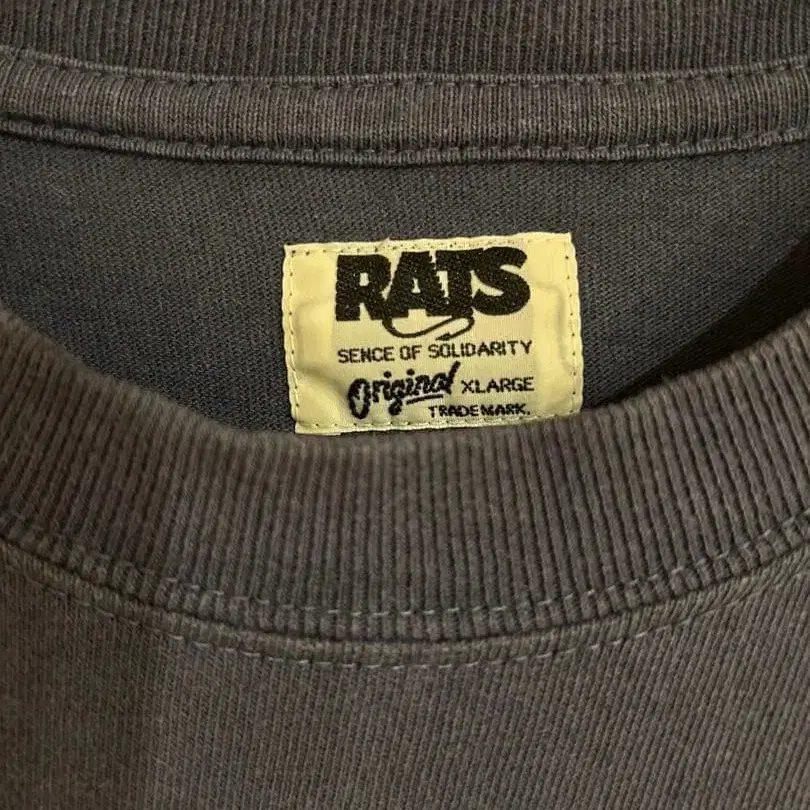 RATS
SENCE OF SOLIDARITY
Original XLARGE
TRADEMARK.